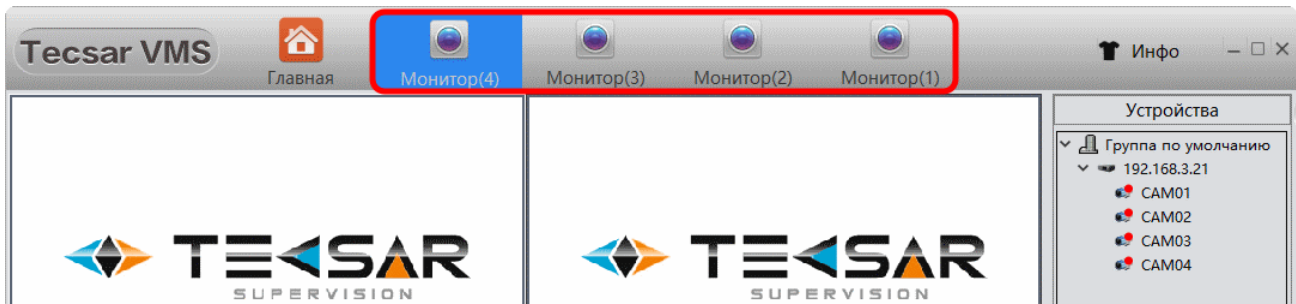 Tecsar VMS
Главная
Монитор(4)
Монитор(3)
Монитор(2)
Монитор(1)
Инфо
Устройства
Группа по умолчанию
192.168.3.21
CAM01
CAM02
CAM03
CAM04
TECSAR
SUPERVISION
TECSAR
SUPERVISION